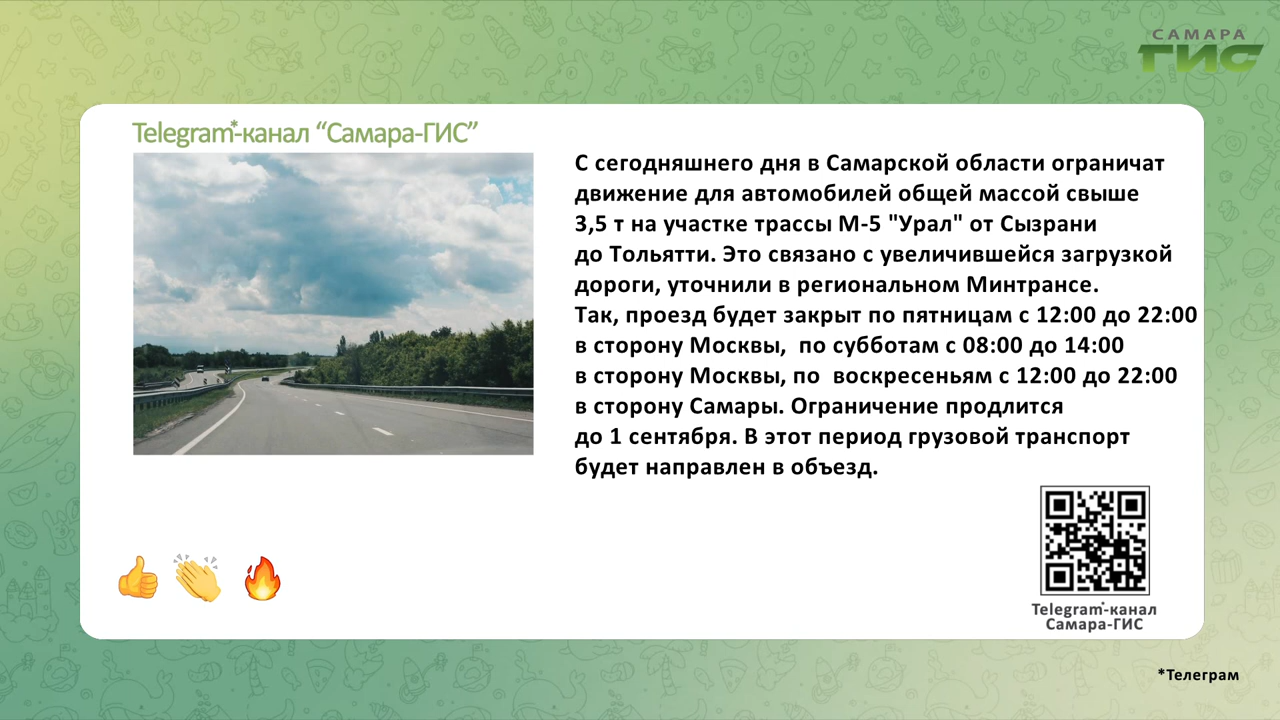 САМАРА
ГИС
Telegram*-канал “Самара-ГИС”
С сегодняшнего дня в Самарской области ограничат
движение для автомобилей общей массой свыше
3,5 т на участке трассы М-5 "Урал" от Сызрани
до Тольятти. Это связано с увеличившейся загрузкой
дороги, уточнили в региональном Минтрансе.
Так, проезд будет закрыт по пятницам с 12:00 до 22:00
в сторону Москвы,  по субботам с 08:00 до 14:00
в сторону Москвы, по  воскресеньям с 12:00 до 22:00
в сторону Самары. Ограничение продлится
до 1 сентября. В этот период грузовой транспорт
будет направлен в объезд.
Telegram*-канал
Самара-ГИС
*Телеграм